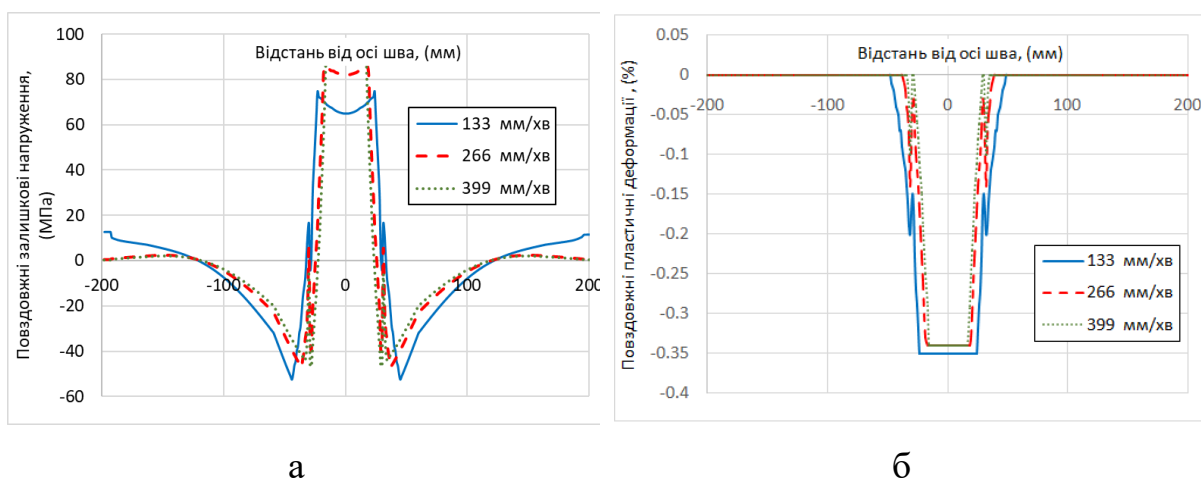 Повздовжні залишкові напруження,
(МПа)
100
80
60
40
20
0
-20
-40
-60
-200
-100
0
100
200
Відстань від осі шва, (мм)
133 мм/хв
266 мм/хв
399 мм/хв
а
Повздовжні пластичні деформації , (%)
0.05
0
-0.05
-0.1
-0.15
-0.2
-0.25
-0.3
-0.35
-0.4
-200
-100
0
100
200
Відстань від осі шва, (мм)
133 мм/хв
266 мм/хв
399 мм/хв
б